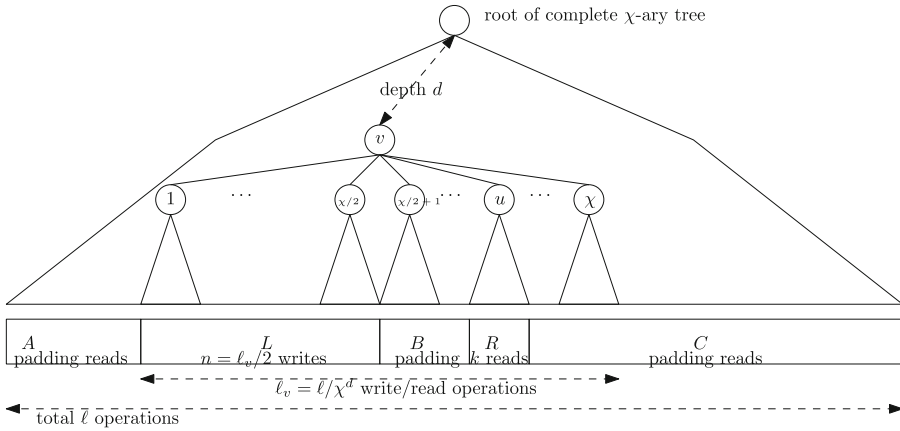 root of complete χ-ary tree
depth d
v
1 ··· χ/2 χ/2 + 1 ··· u ··· χ
A L B R C
padding reads n = ℓ_v/2 writes padding k reads padding reads
ℓ_v = ℓ/χ^d write/read operations
total ℓ operations